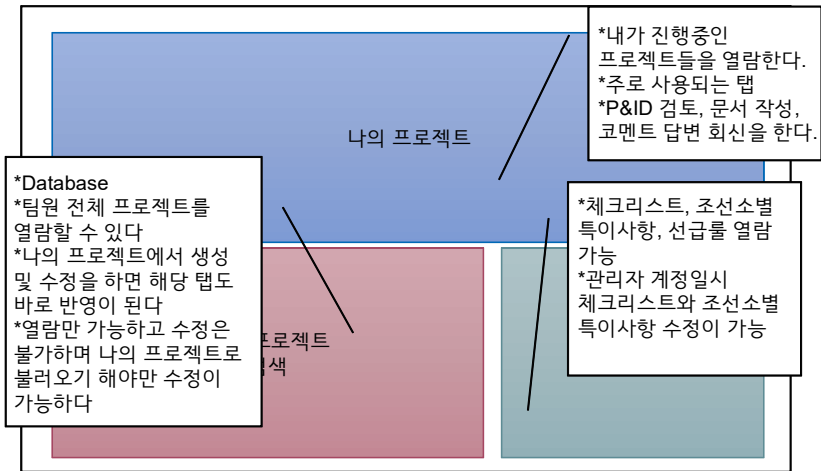 *내가 진행중인
프로젝트들을 열람한다.
*주로 사용되는 탭
*P&ID 검토, 문서 작성,
코멘트 답변 회신을 한다.
나의 프로젝트
*Database
*팀원 전체 프로젝트를
열람할 수 있다
*나의 프로젝트에서 생성
및 수정을 하면 해당 탭도
바로 반영이 된다
*열람만 가능하고 수정은
불가하며 나의 프로젝트로
불러오기 해야만 수정이
가능하다
*체크리스트, 조선소별
특이사항, 선급룰 열람
가능
*관리자 계정일시
체크리스트와 조선소별
특이사항 수정이 가능
프로젝트